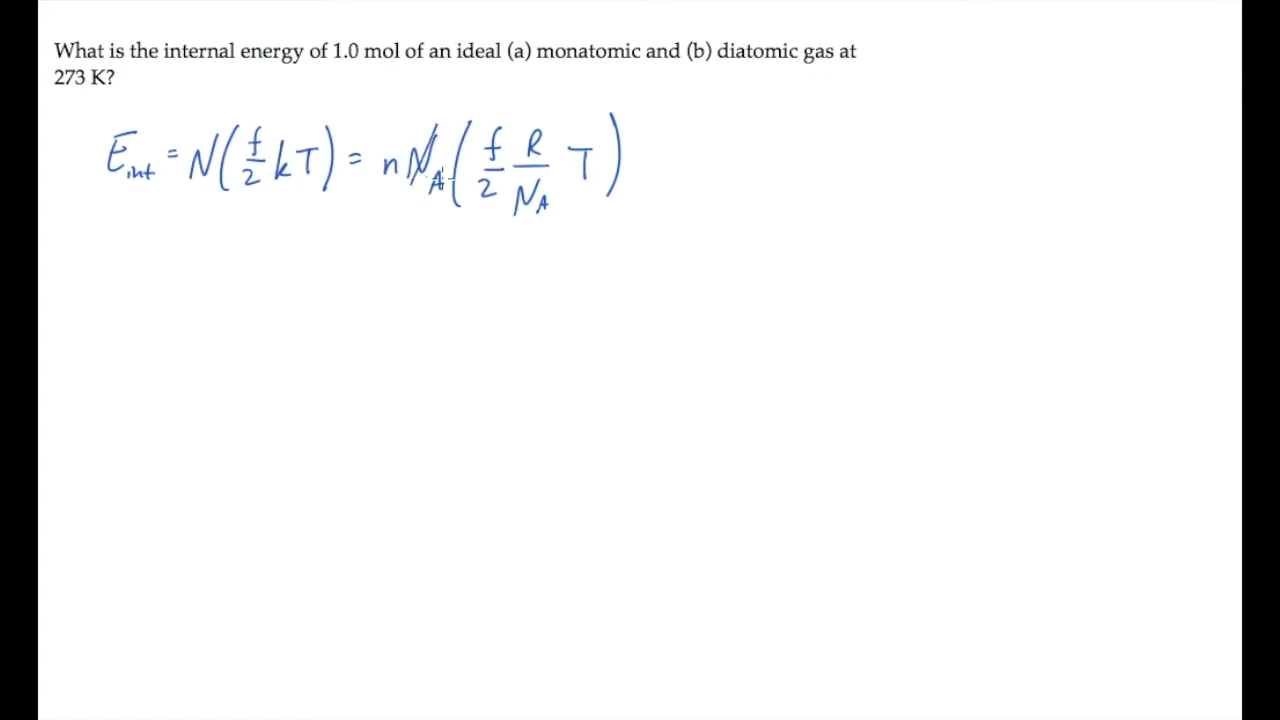 What is the internal energy of 1.0 mol of an ideal (a) monatomic and (b) diatomic gas at
273 K?
E_int = N(f/2 kT) = nN_A(f/2 R/N_A T)